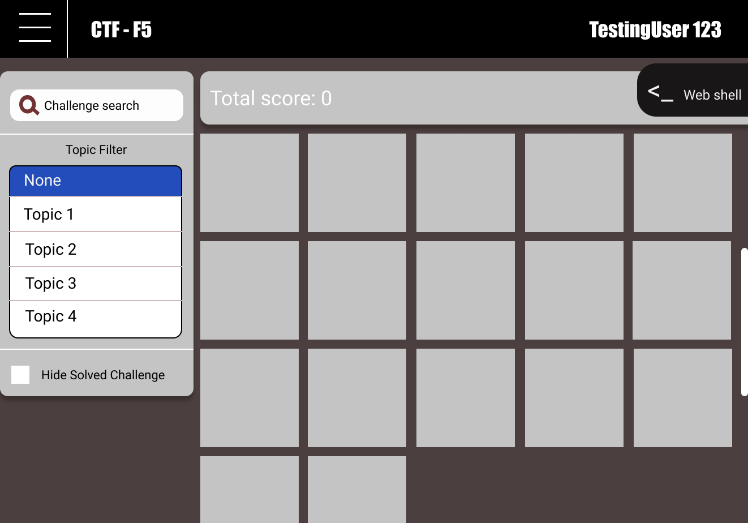 CTF - F5
TestingUser 123
Challenge search
Total score: 0
<_ Web shell
Topic Filter
None
Topic 1
Topic 2
Topic 3
Topic 4
Hide Solved Challenge